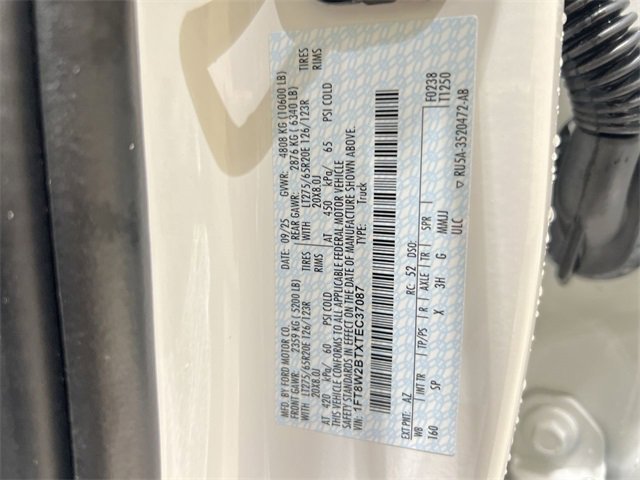 MFD. BY FORD MOTOR CO.
DATE: 09/25 GVWR: 4808 KG (10600 LB)
FRONT GAWR: 2359 KG (5200 LB) REAR GAWR: 2876 KG (6340 LB)
WITH LT275/65R20E 126/123R TIRES WITH LT275/65R20E 126/123R TIRES
20X8.0J RIMS 20X8.0J RIMS
AT 420 kPa/ 60 PSI COLD AT 450 kPa/ 65 PSI COLD
THIS VEHICLE CONFORMS TO ALL APPLICABLE FEDERAL MOTOR VEHICLE
SAFETY STANDARDS IN EFFECT ON THE DATE OF MANUFACTURE SHOWN ABOVE.
VIN: 1FT8W2BTXTEC37087 TYPE: Truck
F0238
EXT PNT: AZ RC: 52 DSO: T1250
WB INT TR TP/PS R AXLE TR SPR
160 5P X 3H G MMJJ
ULC ▽ RU5A-3520472-AB